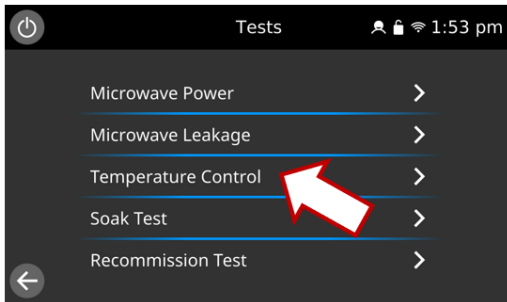 Tests 1:53 pm
Microwave Power
Microwave Leakage
Temperature Control
Soak Test
Recommission Test